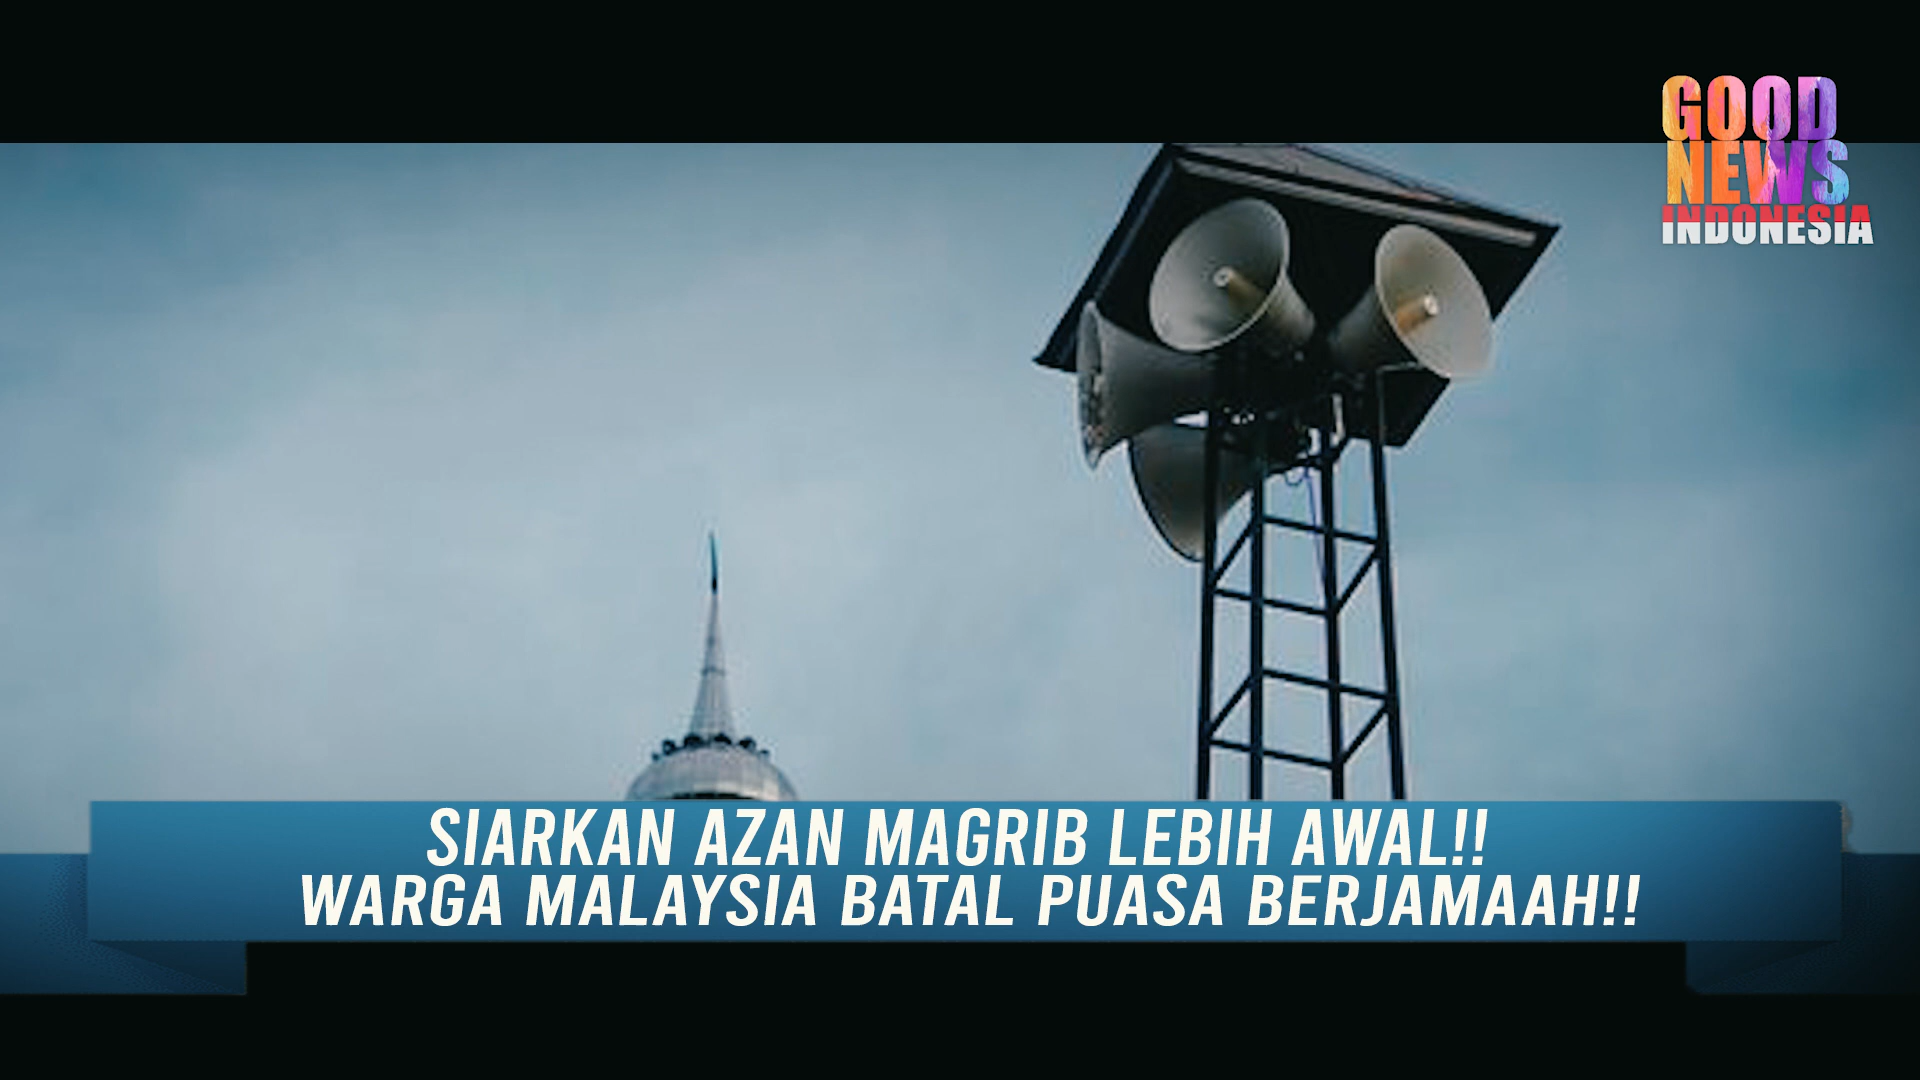 GOOD
NEWS
INDONESIA
SIARKAN AZAN MAGRIB LEBIH AWAL!!
WARGA MALAYSIA BATAL PUASA BERJAMAAH!!